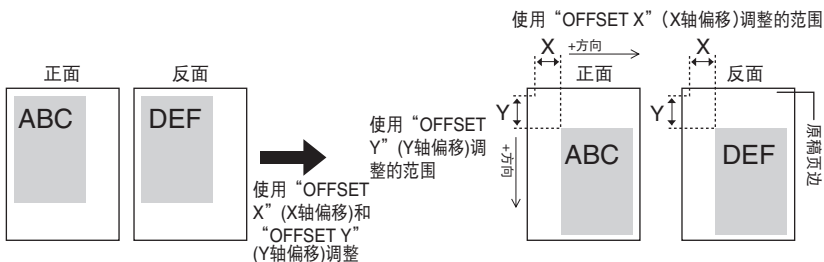 正面
反面
ABC
DEF
使用“OFFSET
X”(X轴偏移)和
“OFFSET Y”
(Y轴偏移)调整
使用“OFFSET X”(X轴偏移)调整的范围
X
+方向
X
正面
反面
使用“OFFSET
Y”(Y轴偏移)调
整的范围
Y
Y
+方向
ABC
DEF
原稿页边